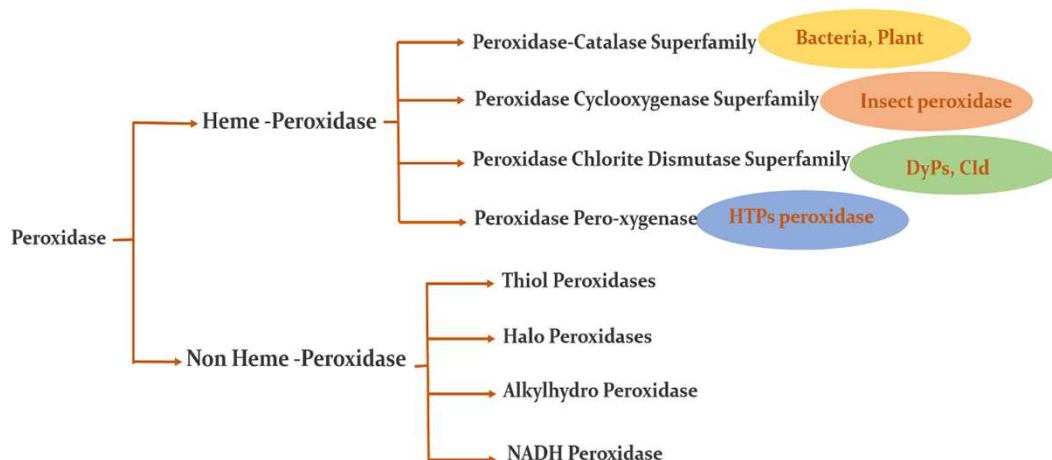 Peroxidase-Catalase Superfamily
Bacteria, Plant
Peroxidase Cyclooxygenase Superfamily
Insect peroxidase
Heme -Peroxidase
Peroxidase Chlorite Dismutase Superfamily
DyPs, Cld
Peroxidase Pero-xygenase
HTPs peroxidase
Peroxidase
Thiol Peroxidases
Halo Peroxidases
Non Heme -Peroxidase
Alkylhydro Peroxidase
NADH Peroxidase